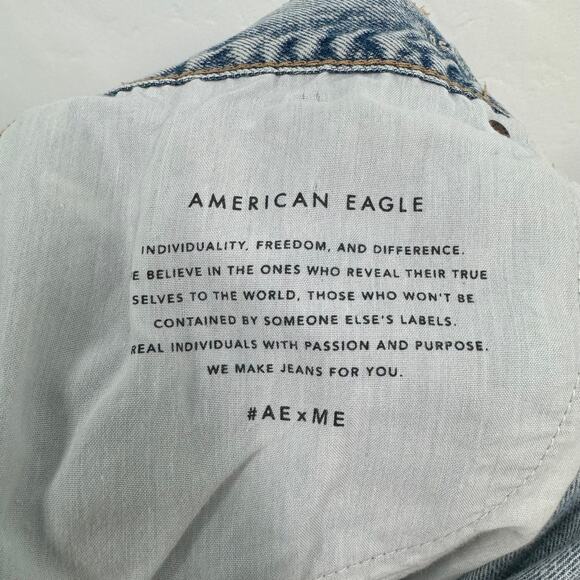 AMERICAN EAGLE
INDIVIDUALITY, FREEDOM, AND DIFFERENCE.
E BELIEVE IN THE ONES WHO REVEAL THEIR TRUE
SELVES TO THE WORLD, THOSE WHO WON'T BE
CONTAINED BY SOMEONE ELSE'S LABELS.
REAL INDIVIDUALS WITH PASSION AND PURPOSE.
WE MAKE JEANS FOR YOU.
#AExME